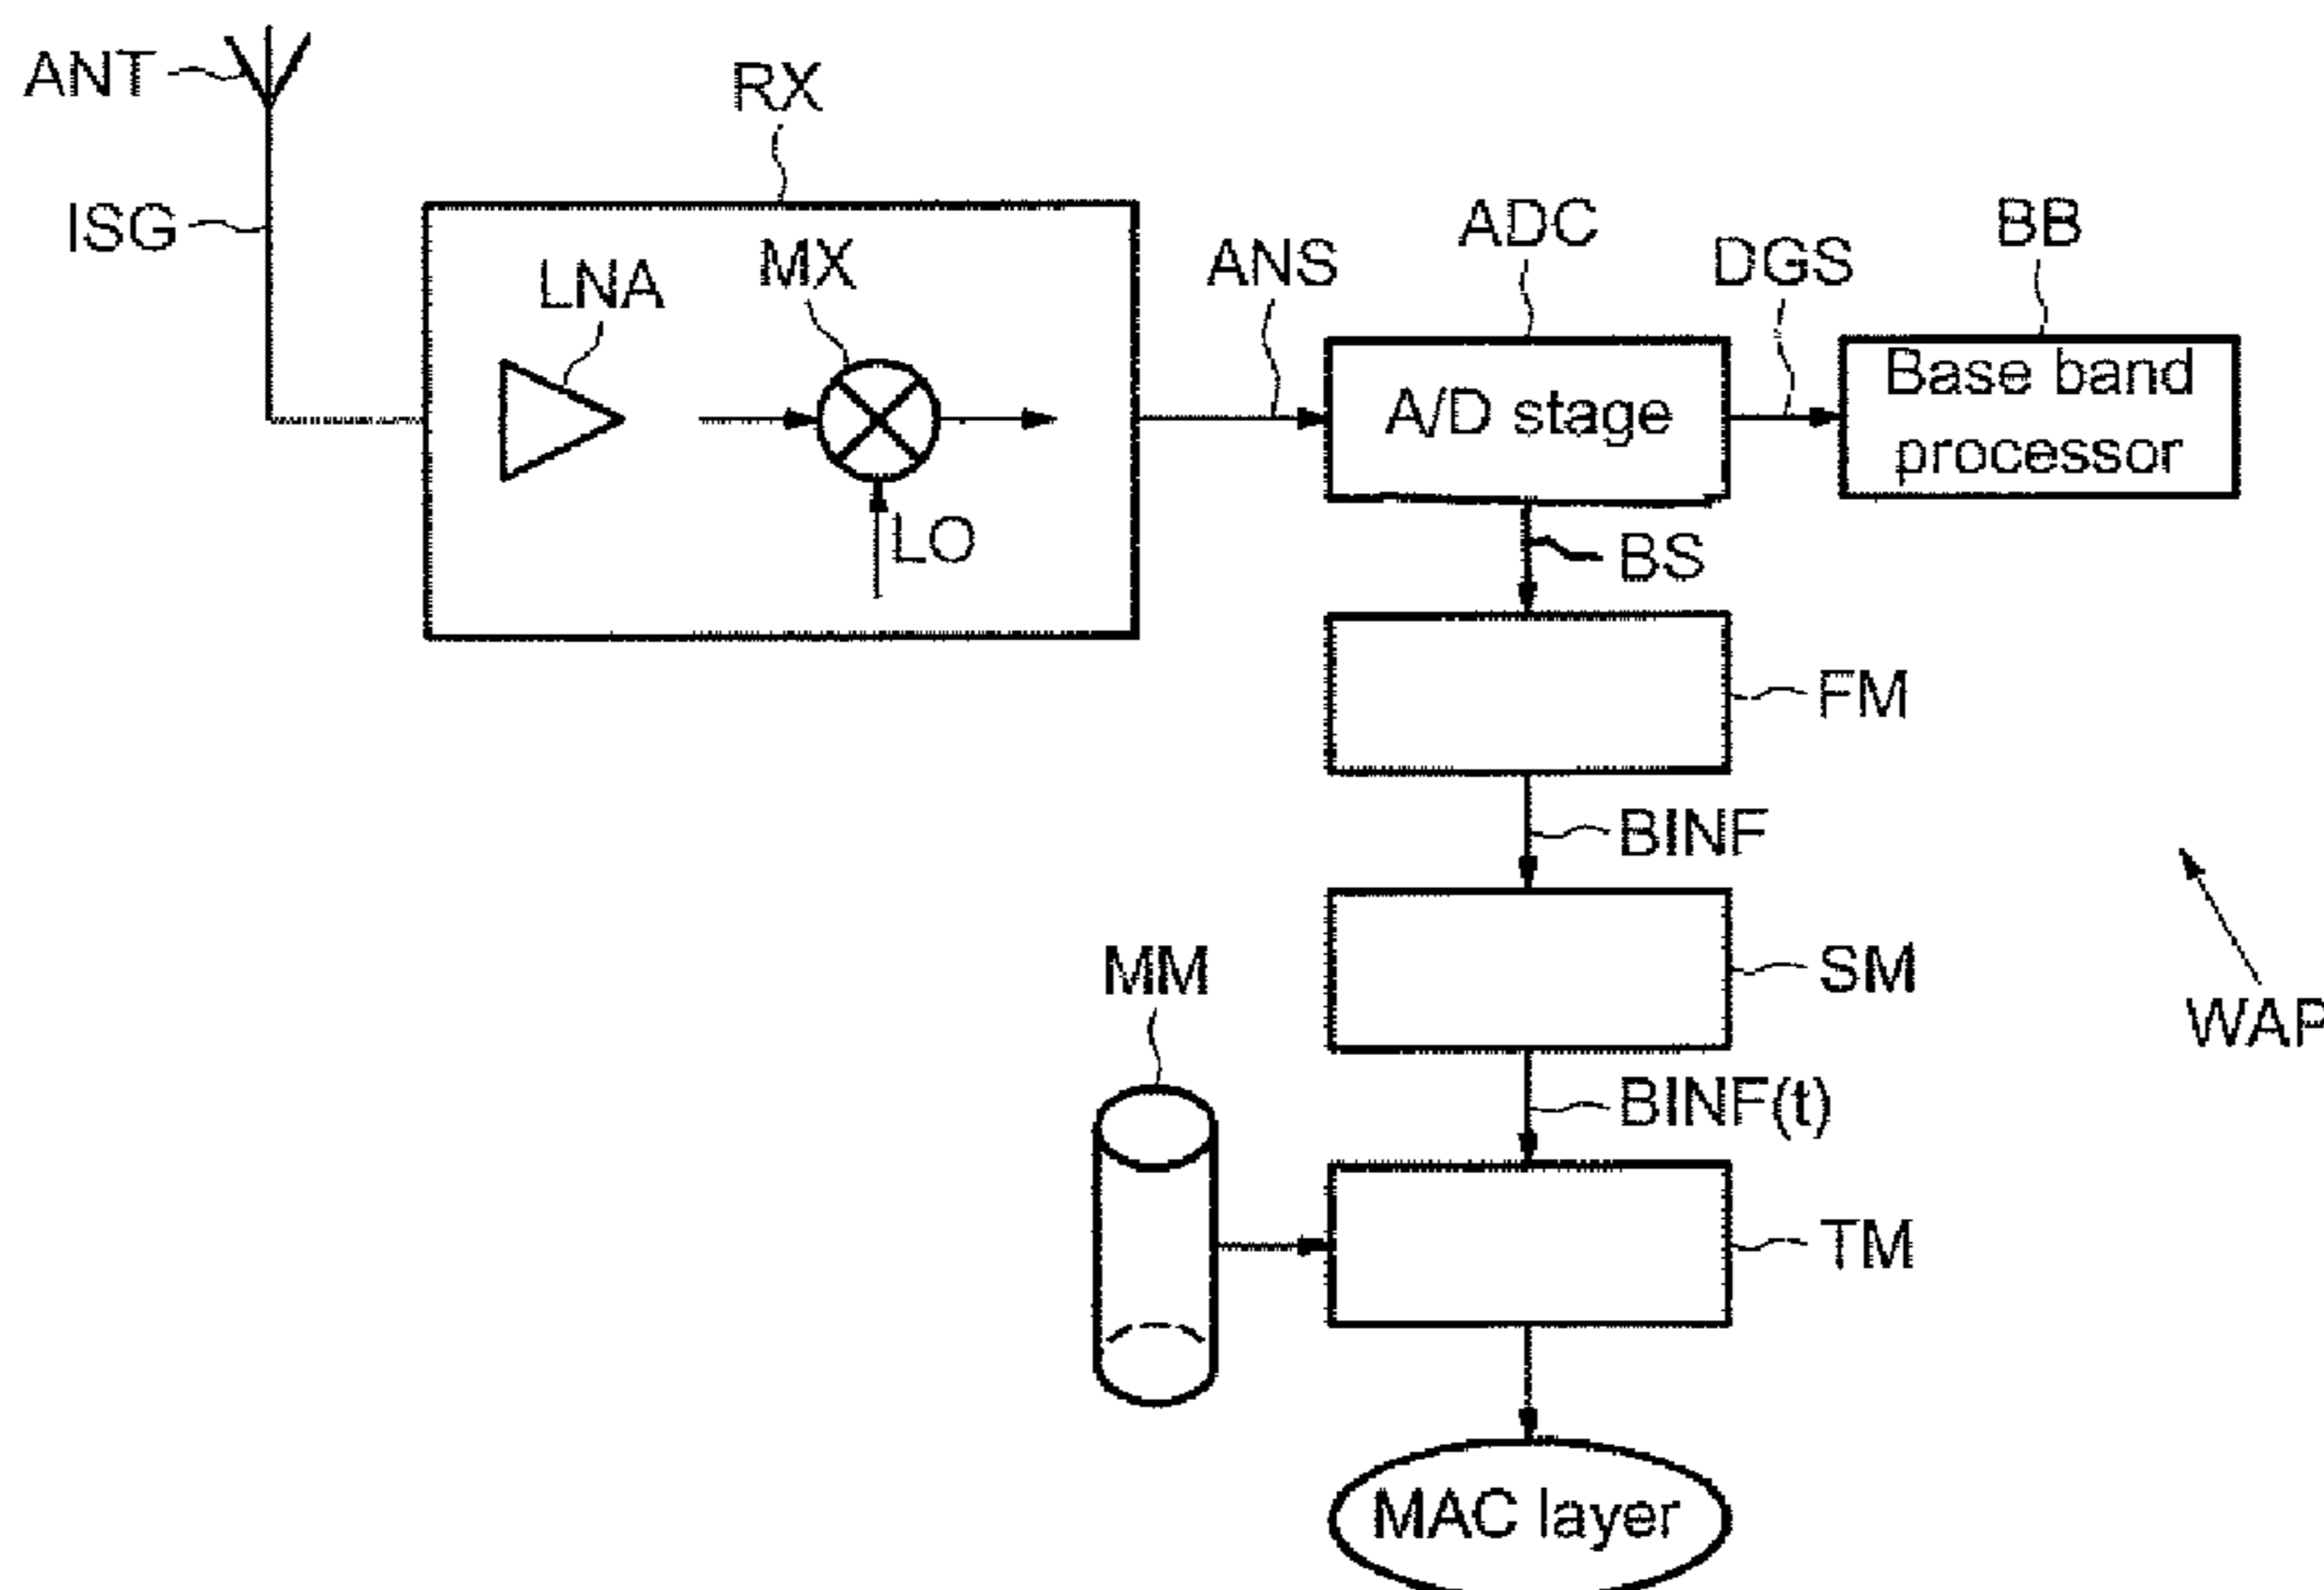 ANT
RX
ISG
LNA
MX
LO
ANS
ADC
DGS
BB
A/D stage
Base band
processor
BS
FM
BINF
SM
MM
WAP
BINF(t)
TM
MAC layer